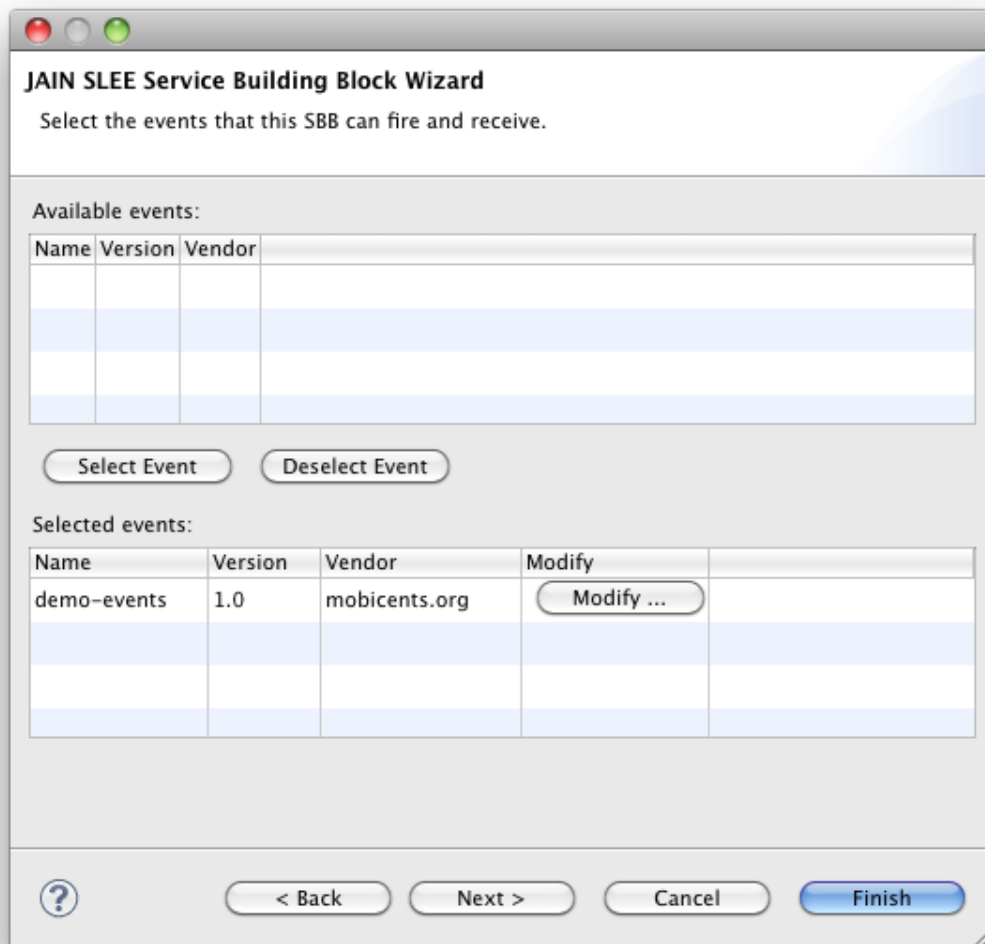 JAIN SLEE Service Building Block Wizard
Select the events that this SBB can fire and receive.
Available events:
Name Version Vendor
Select Event Deselect Event
Selected events:
Name Version Vendor Modify
demo-events 1.0 mobicents.org Modify ...
? < Back Next > Cancel Finish